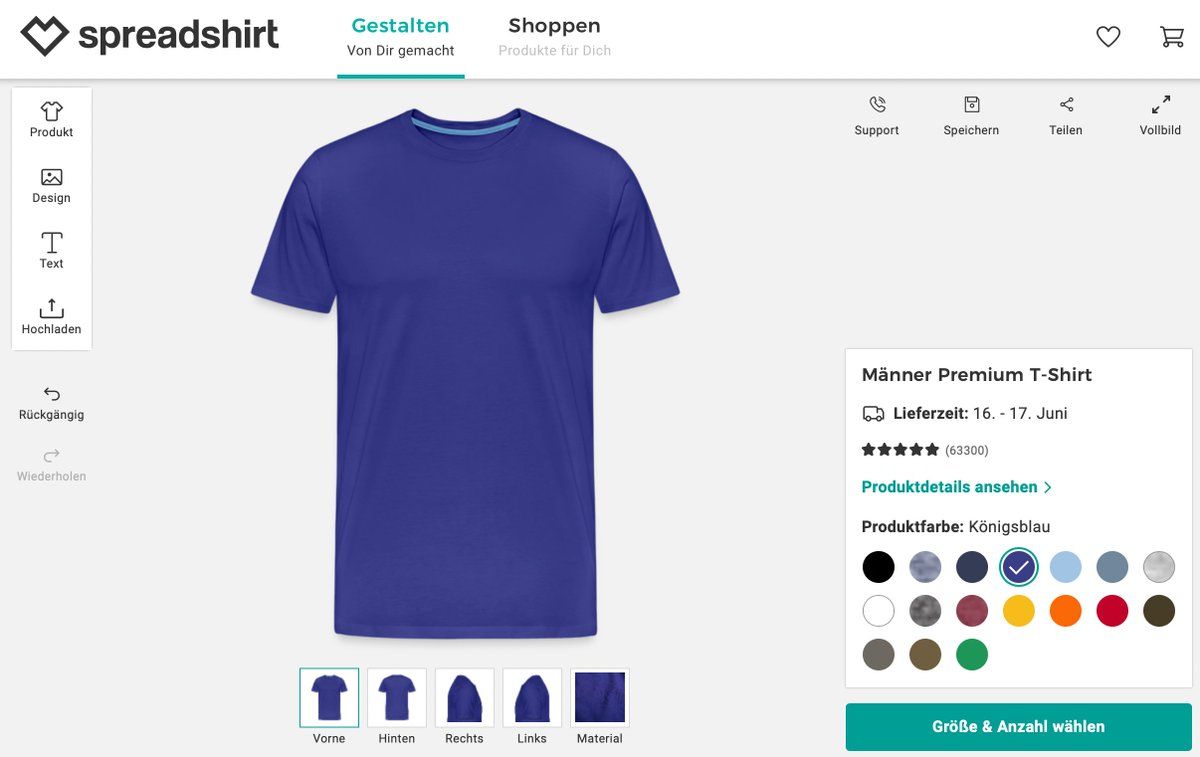 spreadshirt
Gestalten
Von Dir gemacht
Shoppen
Produkte für Dich
Produkt
Design
Text
Hochladen
Rückgängig
Wiederholen
Support
Speichern
Teilen
Vollbild
Männer Premium T-Shirt
Lieferzeit: 16. - 17. Juni
(63300)
Produktdetails ansehen
Produktfarbe: Königsblau
Vorne
Hinten
Rechts
Links
Material
Größe & Anzahl wählen